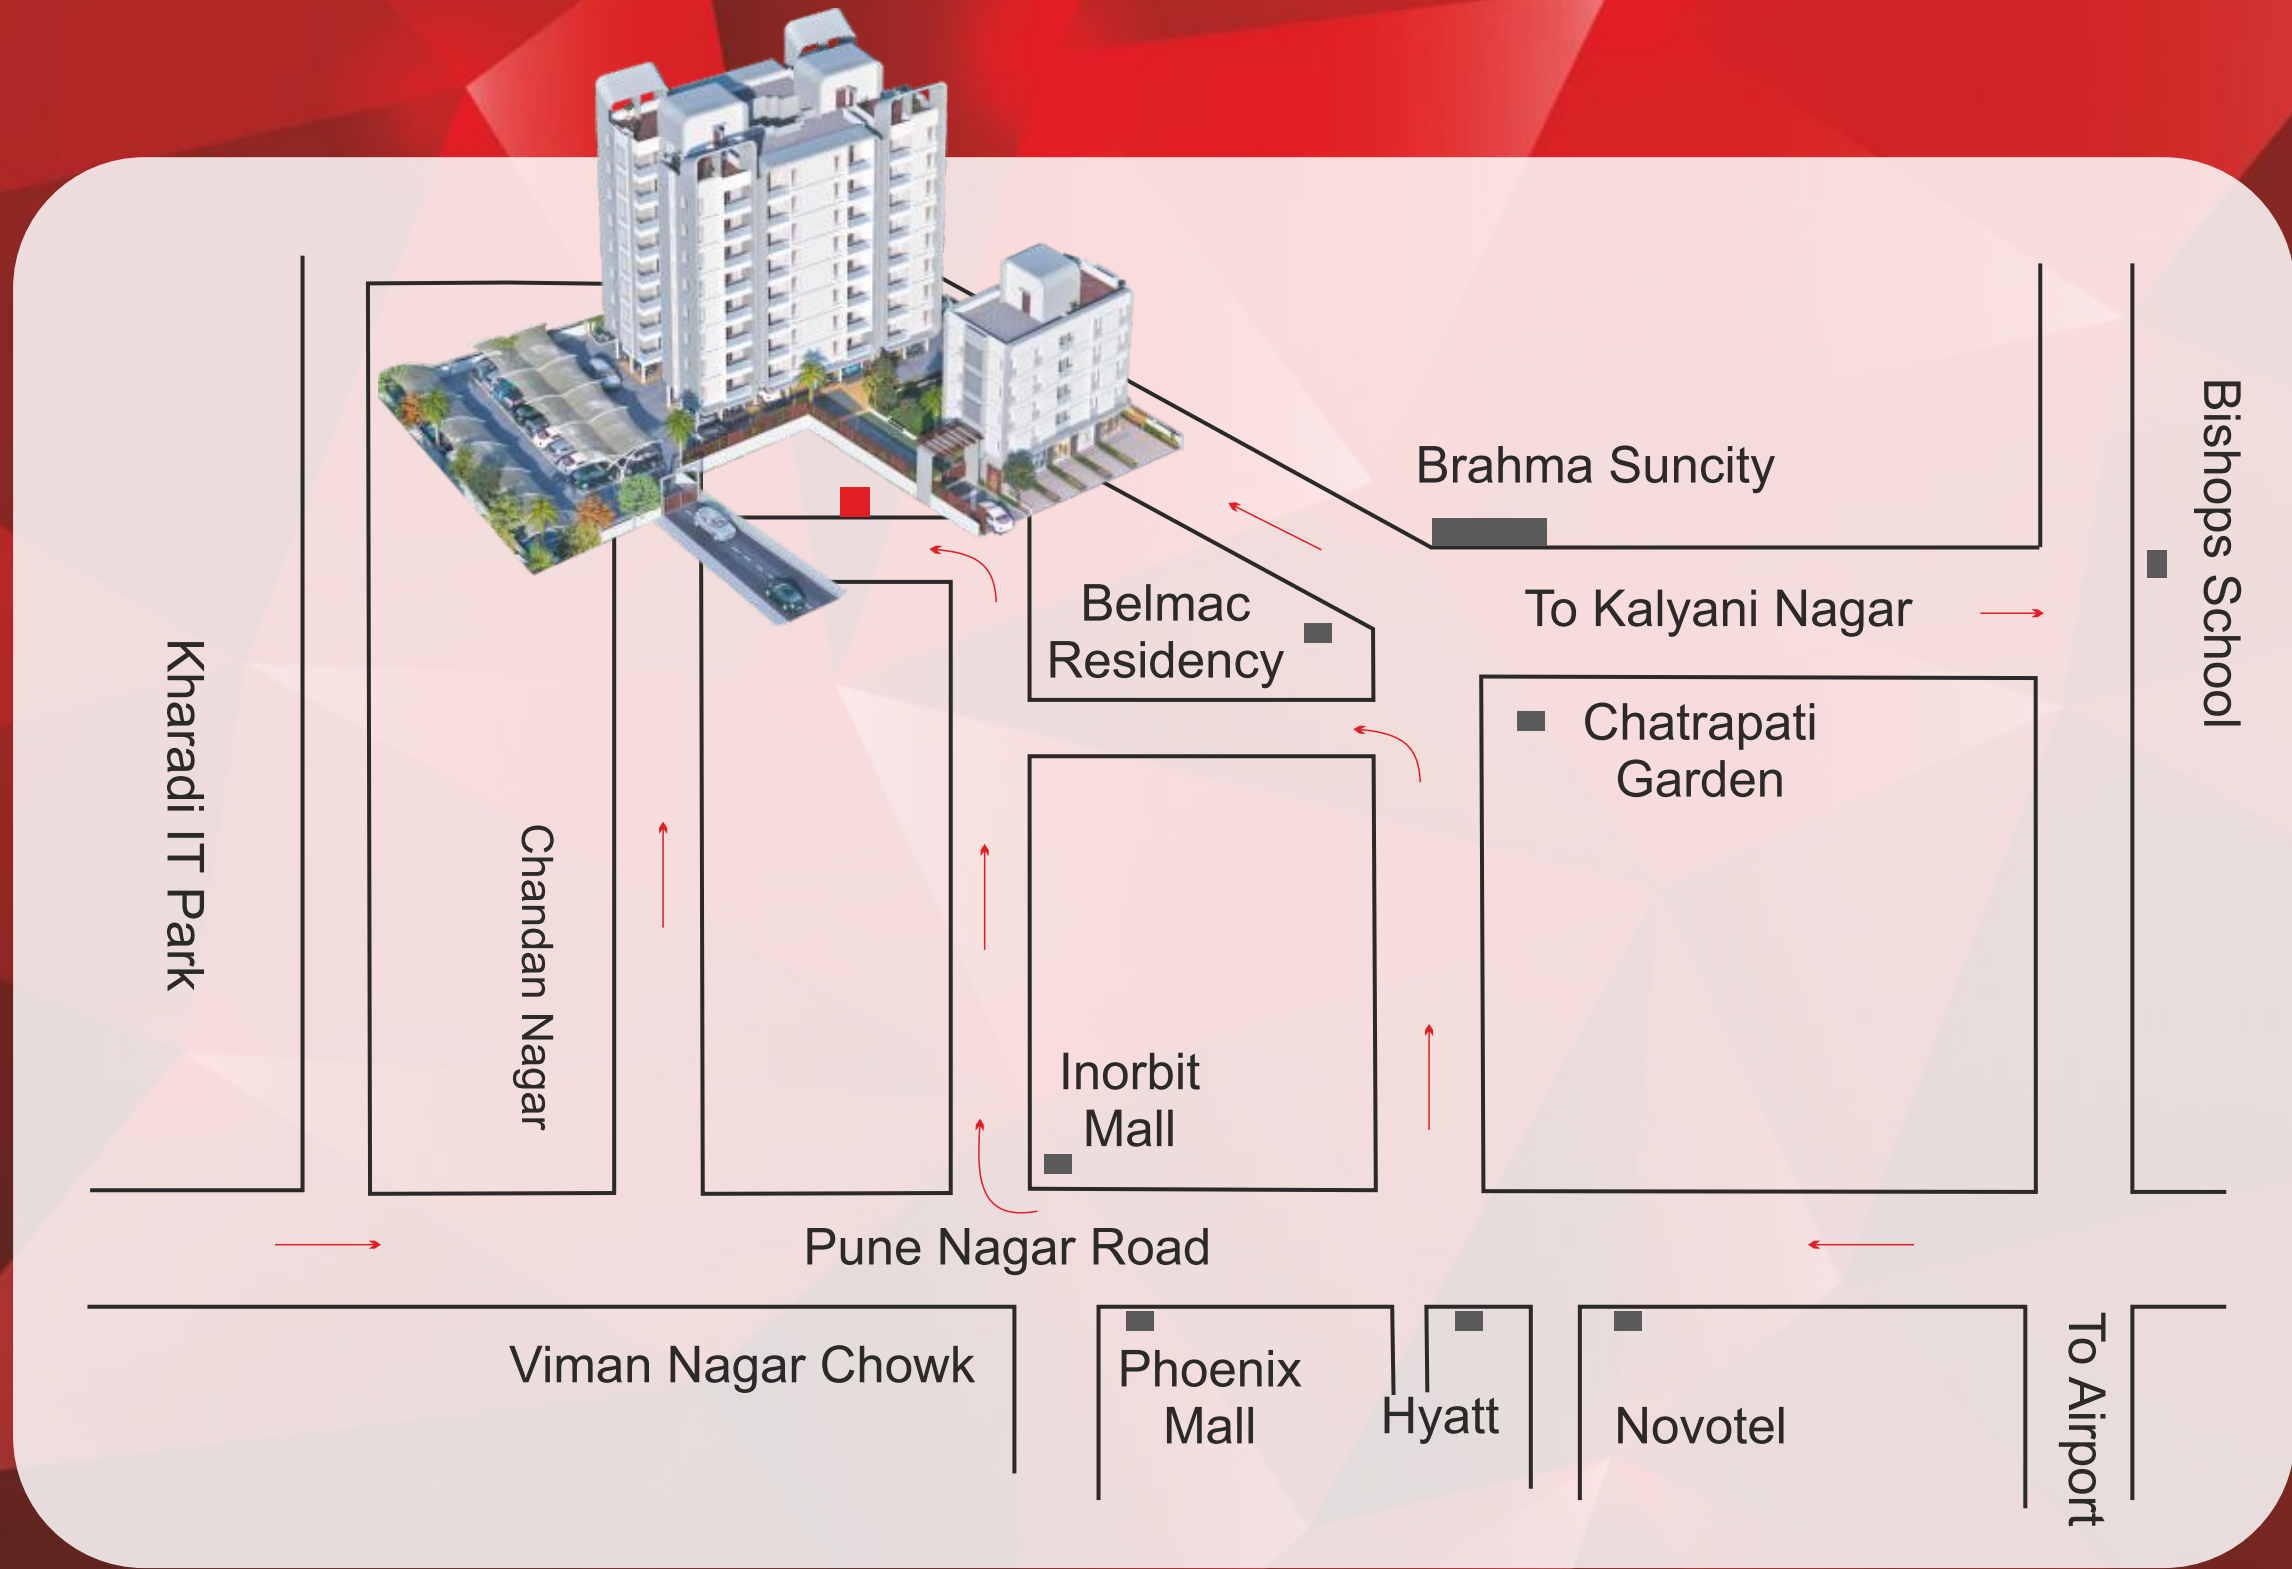 Brahma Suncity
Bishops School
Belmac
Residency
To Kalyani Nagar
Kharadi IT Park
Chatrapati
Garden
Chandan Nagar
Inorbit
Mall
Pune Nagar Road
Viman Nagar Chowk
Phoenix
Mall
Hyatt
Novotel
To Airport